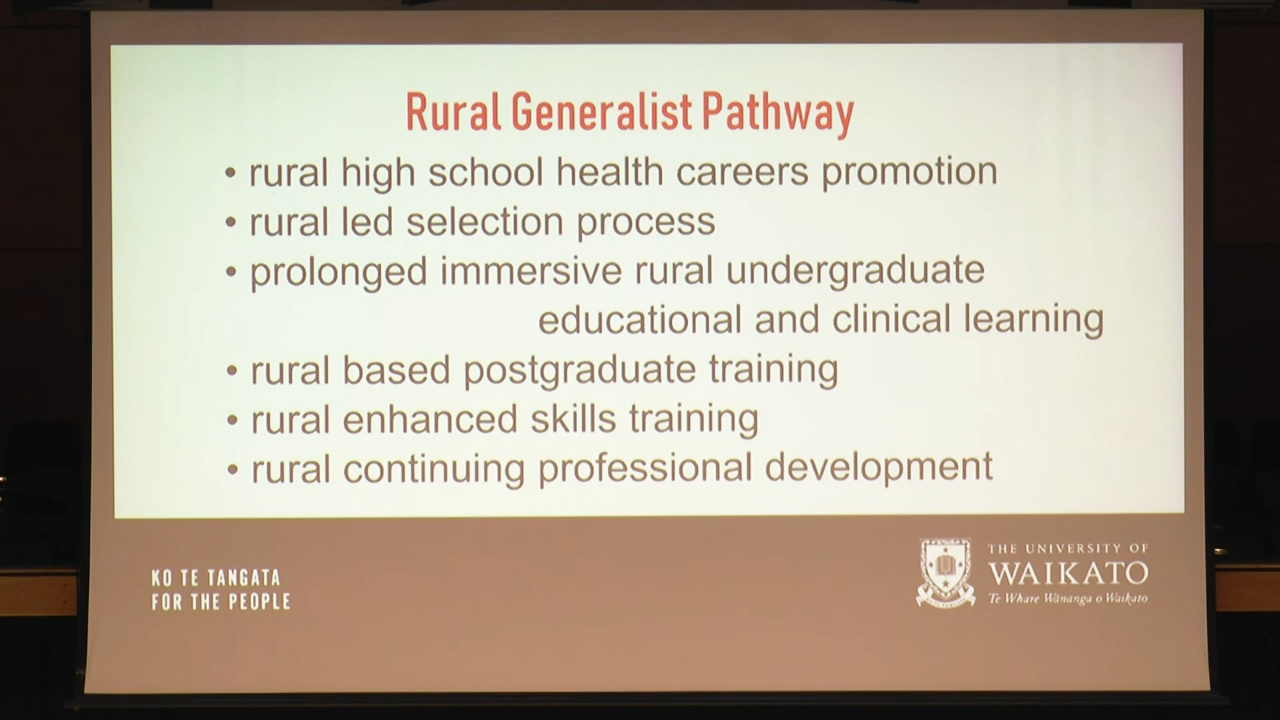 Rural Generalist Pathway
• rural high school health careers promotion
• rural led selection process
• prolonged immersive rural undergraduate
educational and clinical learning
• rural based postgraduate training
• rural enhanced skills training
• rural continuing professional development
KO TE TANGATA
FOR THE PEOPLE
THE UNIVERSITY OF
WAIKATO
Te Whare Wānanga o Waikato